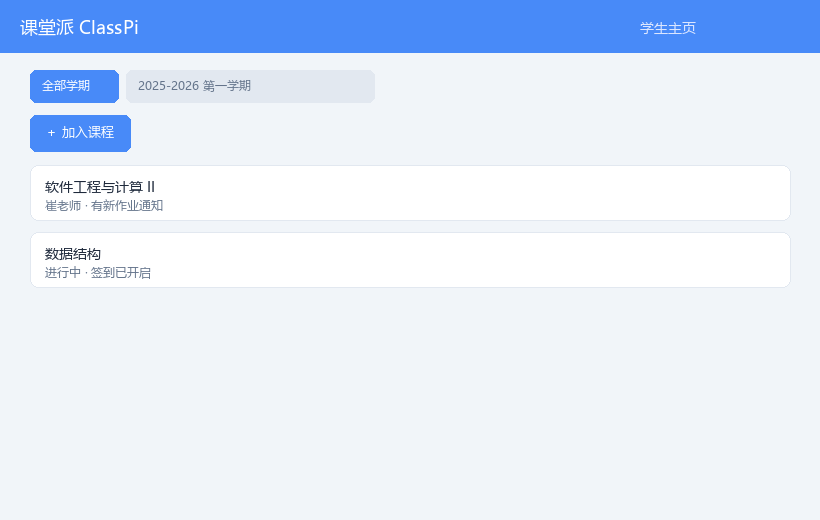 课堂派 ClassPi
学生主页
全部学期
2025-2026 第一学期
+ 加入课程
软件工程与计算 II
崔老师 · 有新作业通知
数据结构
进行中 · 签到已开启